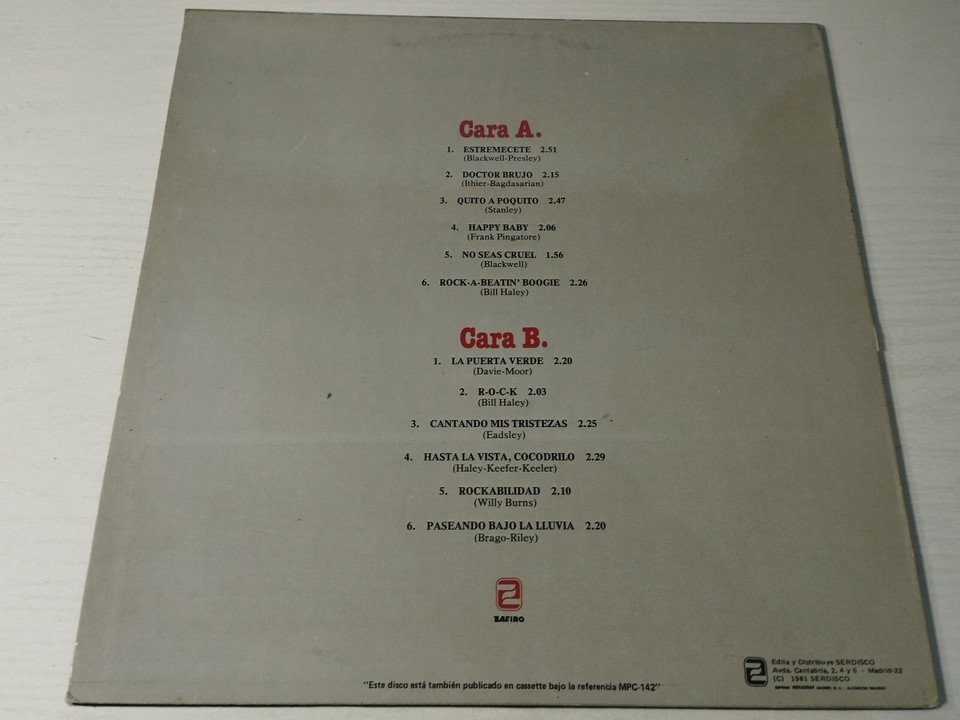 Cara A.
1. ESTREMECETE 2.51
(Blackwell-Presley)
2. DOCTOR BRUJO 2.15
(Ithier-Bagdasarian)
3. QUITO A POQUITO 2.47
(Stanley)
4. HAPPY BABY 2.06
(Frank Pingatore)
5. NO SEAS CRUEL 1.56
(Blackwell)
6. ROCK-A-BEATIN' BOOGIE 2.26
(Bill Haley)
Cara B.
1. LA PUERTA VERDE 2.20
(Davie-Moor)
2. R-O-C-K 2.03
(Bill Haley)
3. CANTANDO MIS TRISTEZAS 2.25
(Eadsley)
4. HASTA LA VISTA, COCODRILO 2.29
(Haley-Keefer-Keeler)
5. ROCKABILIDAD 2.10
(Willy Burns)
6. PASEANDO BAJO LA LLUVIA 2.20
(Brago-Riley)
ZAFIRO
"Este disco está también publicado en cassette bajo la referencia MPC-142"
Edita y Distribuye SERDISCO
Avda. Cantabria, 2, 4 y 6 - Madrid-22
(C) 1981 SERDISCO